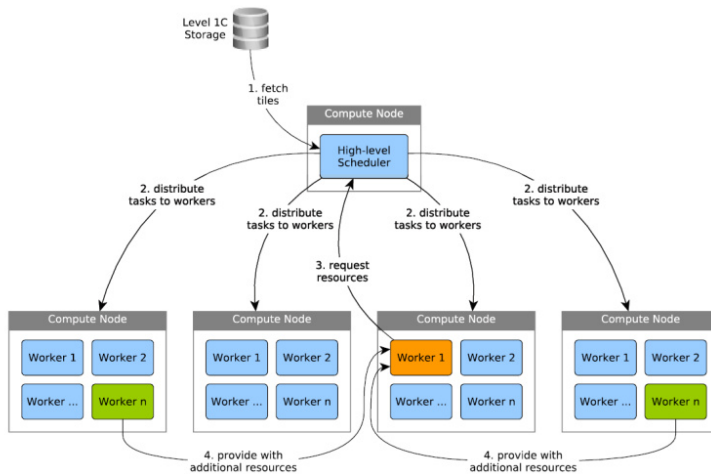 Level 1C
Storage
1. fetch
tiles
Compute Node
High-level
Scheduler
2. distribute
tasks to workers
2. distribute
tasks to workers
2. distribute
tasks to workers
2. distribute
tasks to workers
3. request
resources
Compute Node
Worker 1
Worker 2
Worker ...
Worker n
Compute Node
Worker 1
Worker 2
Worker ...
Worker n
Compute Node
Worker 1
Worker 2
Worker ...
Worker n
Compute Node
Worker 1
Worker 2
Worker ...
Worker n
4. provide with
additional resources
4. provide with
additional resources